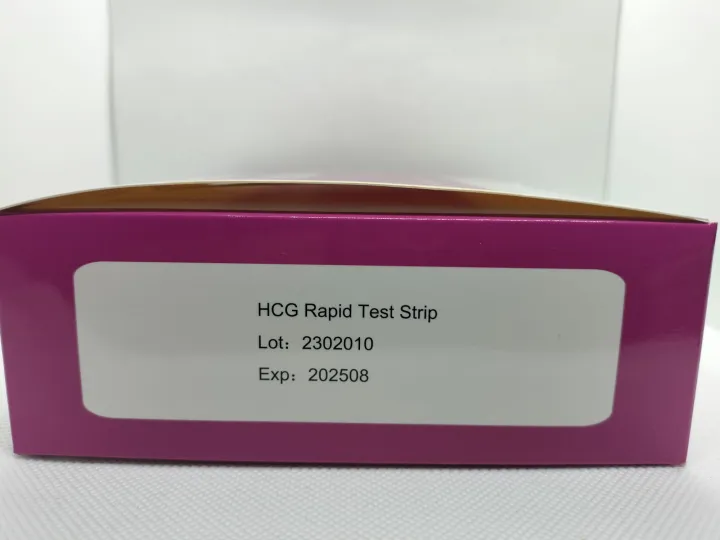 HCG Rapid Test Strip
Lot：2302010
Exp：202508